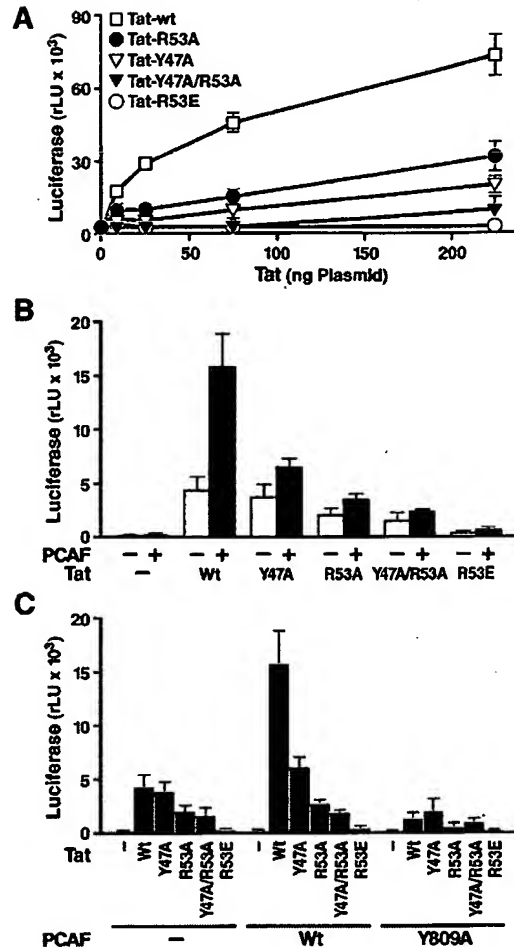 A
90
60
30
0
Luciferase (rLU x 10³)
Tat-wt
Tat-R53A
Tat-Y47A
Tat-Y47A/R53A
Tat-R53E
0 50 100 150 200
Tat (ng Plasmid)
B
20
15
10
5
0
Luciferase (rLU x 10³)
PCAF − + − + − + − + − + − +
Tat − Wt Y47A R53A Y47A/R53A R53E
C
20
15
10
5
0
Luciferase (rLU x 10³)
Tat − Wt Y47A R53A Y47A/R53A R53E − Wt Y47A R53A Y47A/R53A R53E − Wt Y47A R53A Y47A/R53A R53E
PCAF − Wt Y809A